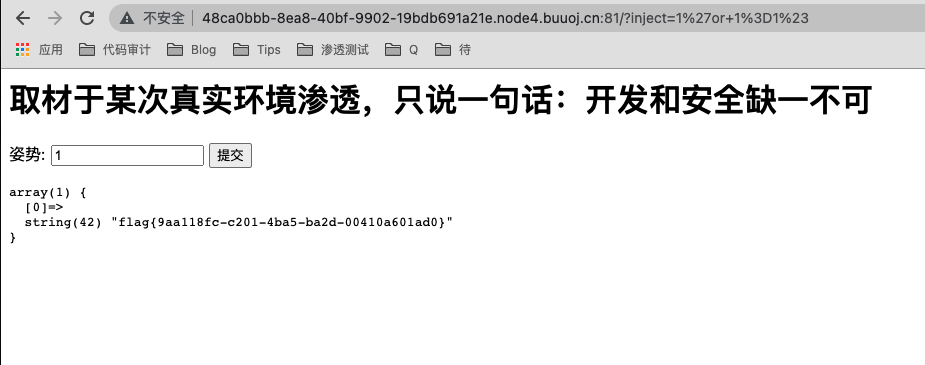 不安全 | 48ca0bbb-8ea8-40bf-9902-19bdb691a21e.node4.buuoj.cn:81/?inject=1%27or+1%3D1%23
应用 代码审计 Blog Tips 渗透测试 Q 待
取材于某次真实环境渗透，只说一句话：开发和安全缺一不可
姿势: 1 提交
array(1) {
  [0]=>
  string(42) "flag{9aa118fc-c201-4ba5-ba2d-00410a601ad0}"
}